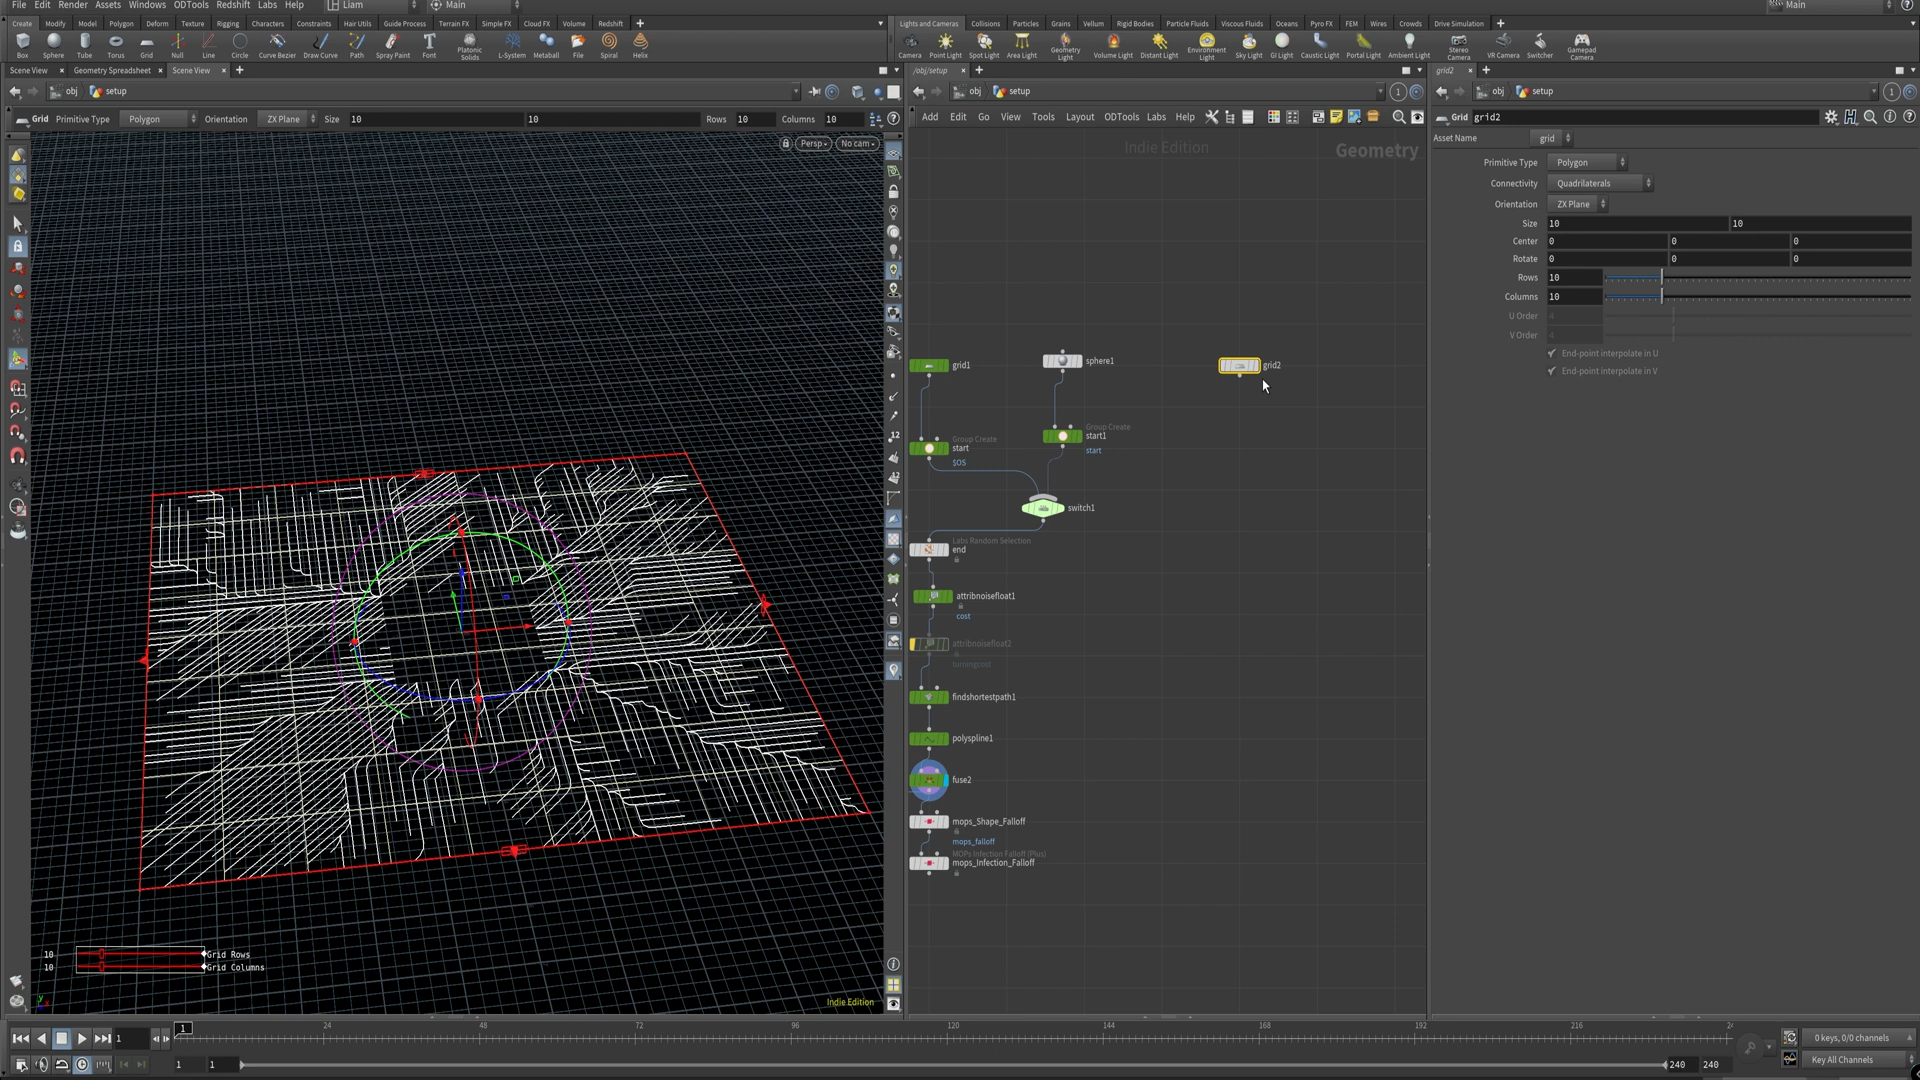 File Edit Render Assets Windows ODTools Redshift Labs Help Liam Main Main
Create Modify Model Polygon Deform Texture Rigging Characters Constraints Hair Utils Guide Process Terrain FX Simple FX Cloud FX Volume Redshift
Lights and Cameras Collisions Particles Grains Vellum Rigid Bodies Particle Fluids Viscous Fluids Oceans Pyro FX FEM Wires Crowds Drive Simulation
Box Sphere Tube Torus Grid Null Line Circle Curve Bezier Draw Curve Path Spray Paint Font Platonic Solids L-System Metaball File Spiral Helix
Camera Point Light Spot Light Area Light Geometry Light Volume Light Distant Light Environment Light Sky Light GI Light Caustic Light Portal Light Ambient Light Stereo Camera VR Camera Switcher Gamepad Camera
Scene View Geometry Spreadsheet Scene View
/obj/setup
grid2
obj setup
obj setup 1
obj setup 1
Grid Primitive Type Polygon Orientation ZX Plane Size 10 10 Rows 10 Columns 10
Add Edit Go View Tools Layout ODTools Labs Help
Grid grid2
Persp No cam
Indie Edition
Geometry
Asset Name grid
Primitive Type Polygon
Connectivity Quadrilaterals
Orientation ZX Plane
Size 10 10
Center 0 0 0
Rotate 0 0 0
Rows 10
Columns 10
U Order 4
V Order 4
End-point interpolate in U
End-point interpolate in V
grid1
sphere1
grid2
Group Create
start
$OS
Group Create
start1
start
switch1
Labs Random Selection
end
attribnoisefloat1
cost
attribnoisefloat2
turningcost
findshortestpath1
polyspline1
fuse2
mops_Shape_Falloff
mops_falloff
MOPs Infection Falloff (Plus)
mops_Infection_Falloff
10 Grid Rows
10 Grid Columns
Indie Edition
1 1 24 48 72 96 120 144 168 192 216
0 keys, 0/0 channels
1 1 240 240
Key All Channels